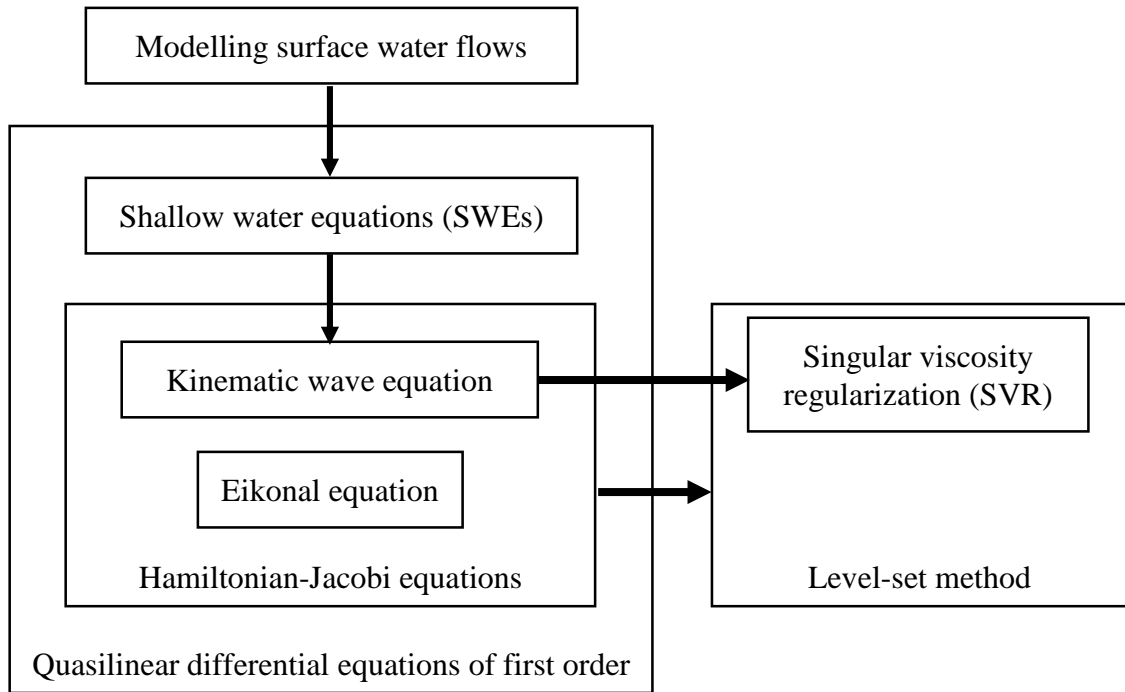 Modelling surface water flows
Shallow water equations (SWEs)
Kinematic wave equation
Singular viscosity
regularization (SVR)
Eikonal equation
Hamiltonian-Jacobi equations
Level-set method
Quasilinear differential equations of first order